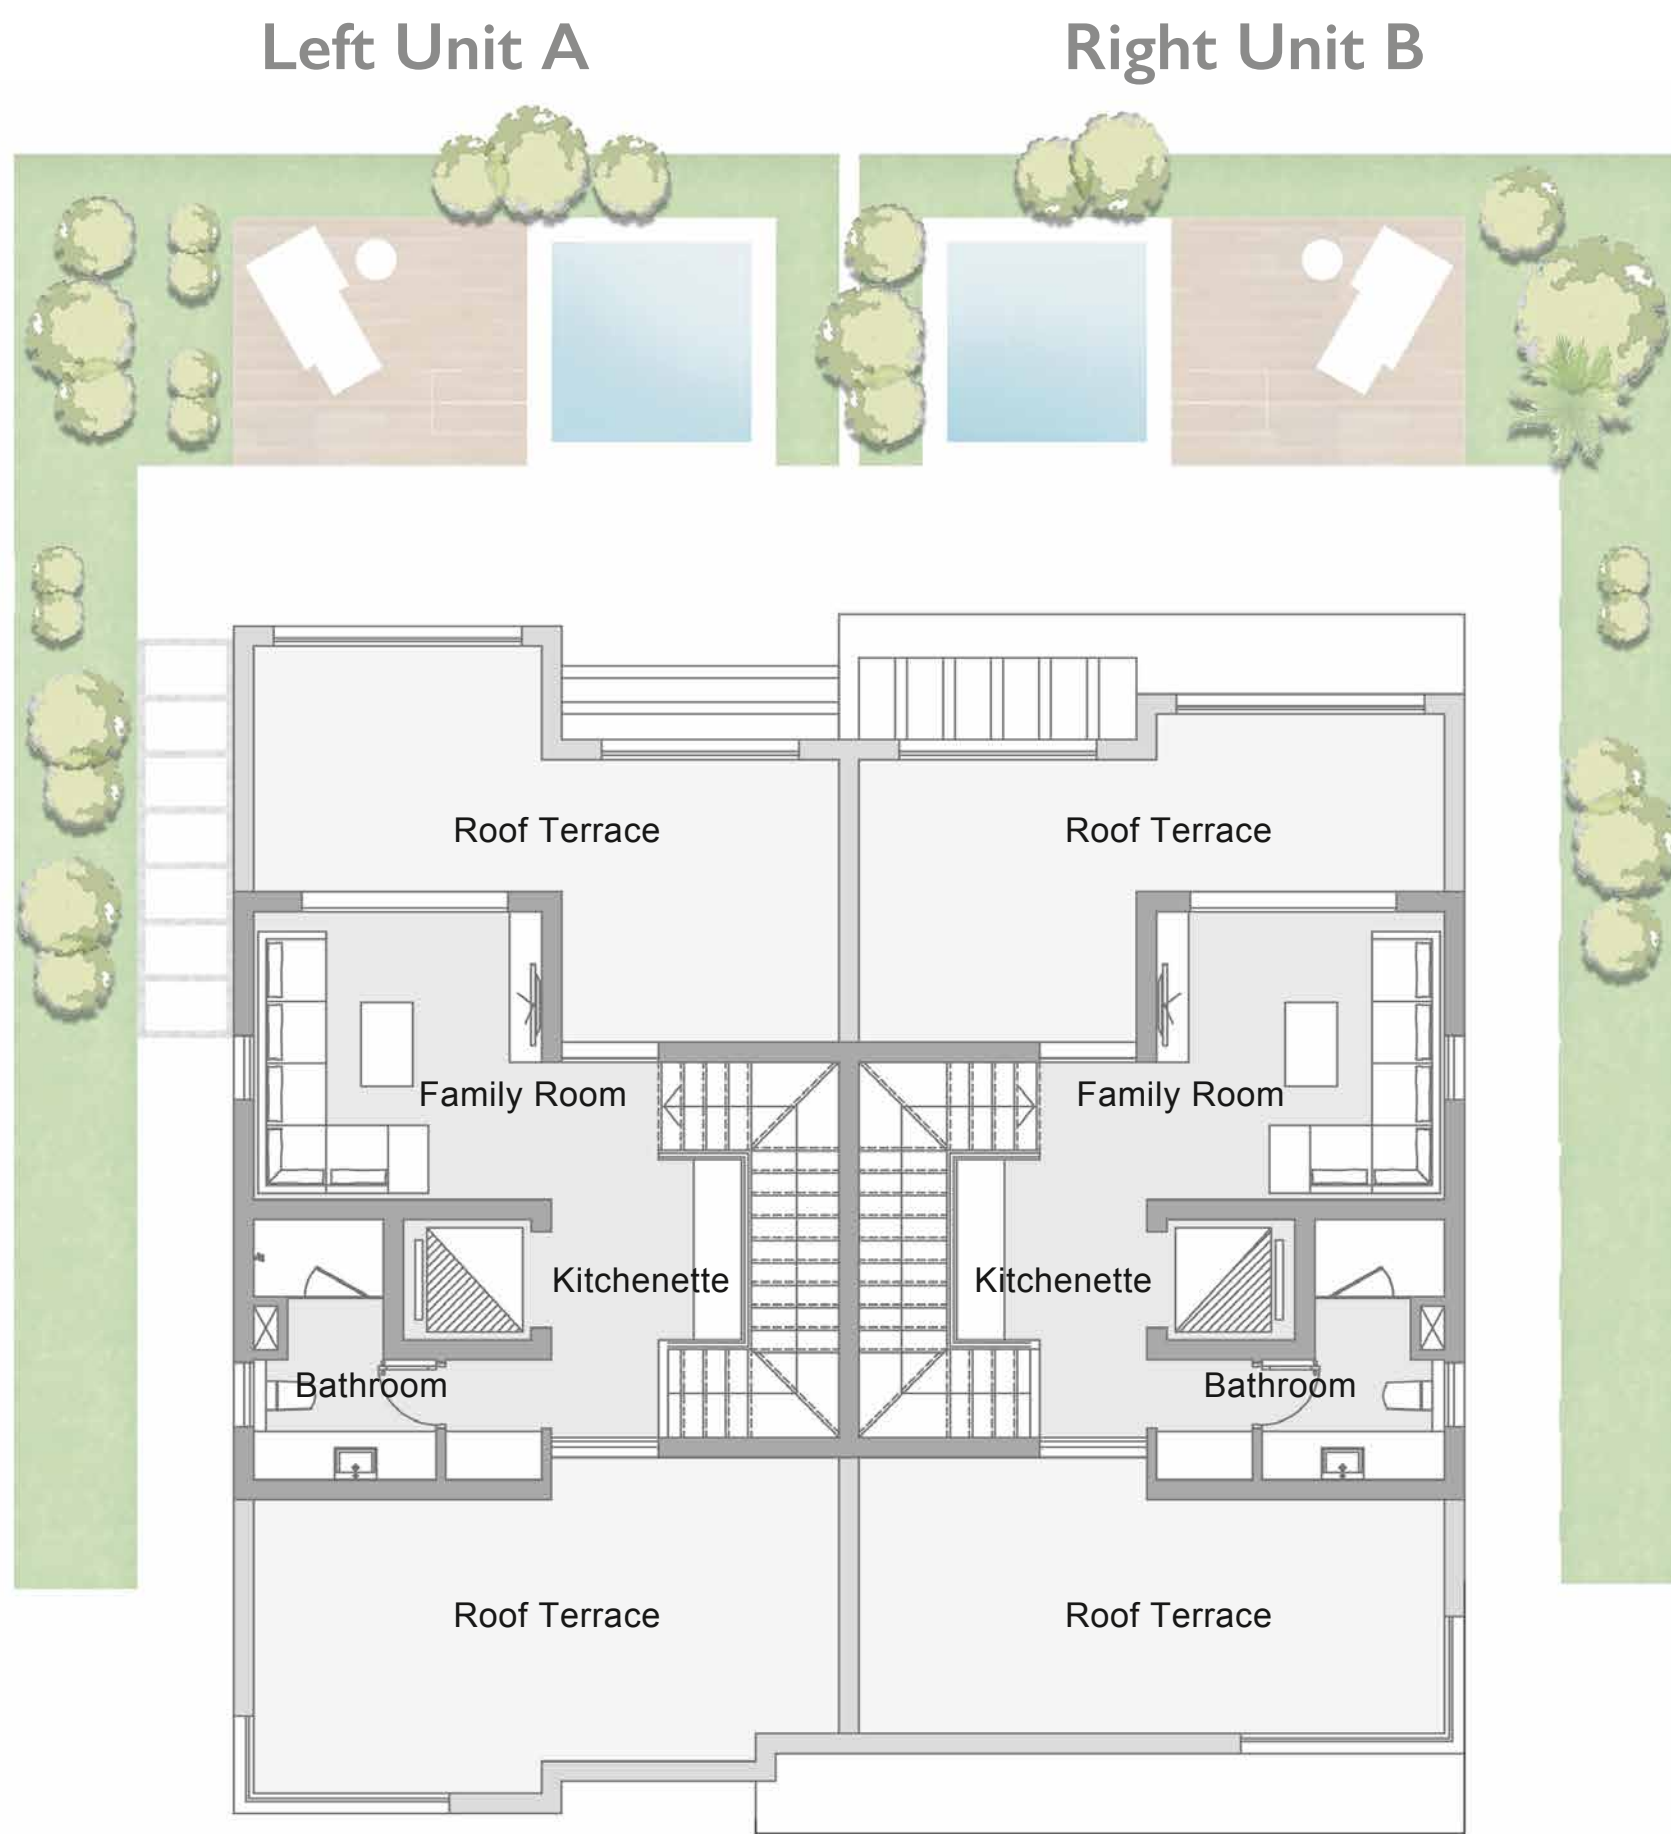 Left Unit A
Right Unit B
Roof Terrace
Roof Terrace
Family Room
Family Room
Kitchenette
Kitchenette
Bathroom
Bathroom
Roof Terrace
Roof Terrace